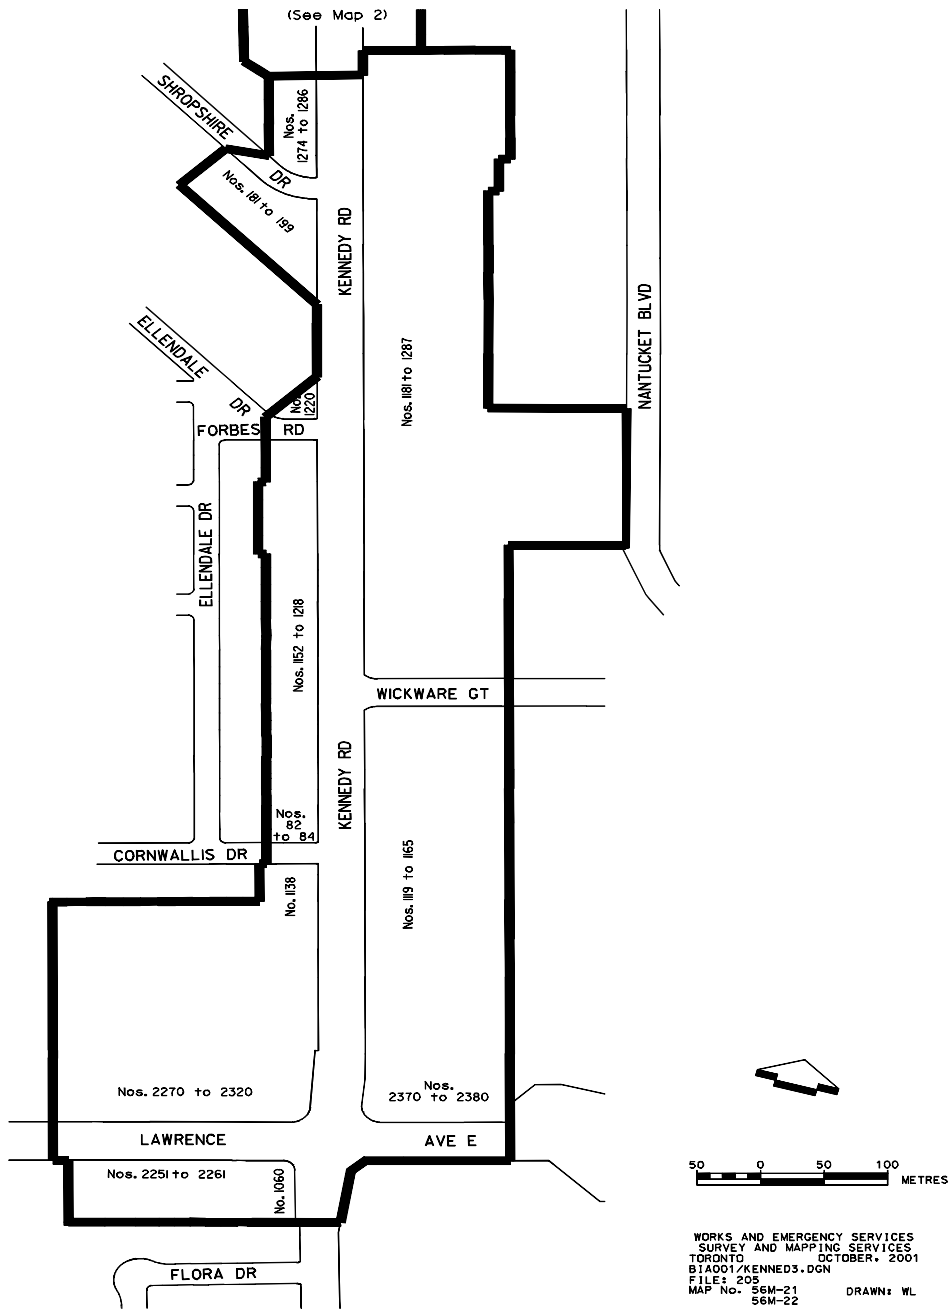 (See Map 2)
SHROPSHIRE
DR
Nos.
1274 to 1286
Nos. 181 to 199
KENNEDY RD
NANTUCKET BLVD
ELLENDALE
DR
Nos. 1181 to 1287
1220
FORBES RD
ELLENDALE DR
Nos. 1152 to 1218
WICKWARE GT
KENNEDY RD
Nos.
82
to 84
CORNWALLIS DR
No. 1138
Nos. 1119 to 1165
Nos. 2270 to 2320
Nos.
2370 to 2380
LAWRENCE
AVE E
Nos. 2251 to 2261
No. 1060
FLORA DR
50 0 50 100
METRES
WORKS AND EMERGENCY SERVICES
SURVEY AND MAPPING SERVICES
TORONTO OCTOBER. 2001
BIA001/KENNED3.DGN
FILE: 205
MAP No. 56M-21 DRAWN: WL
56M-22